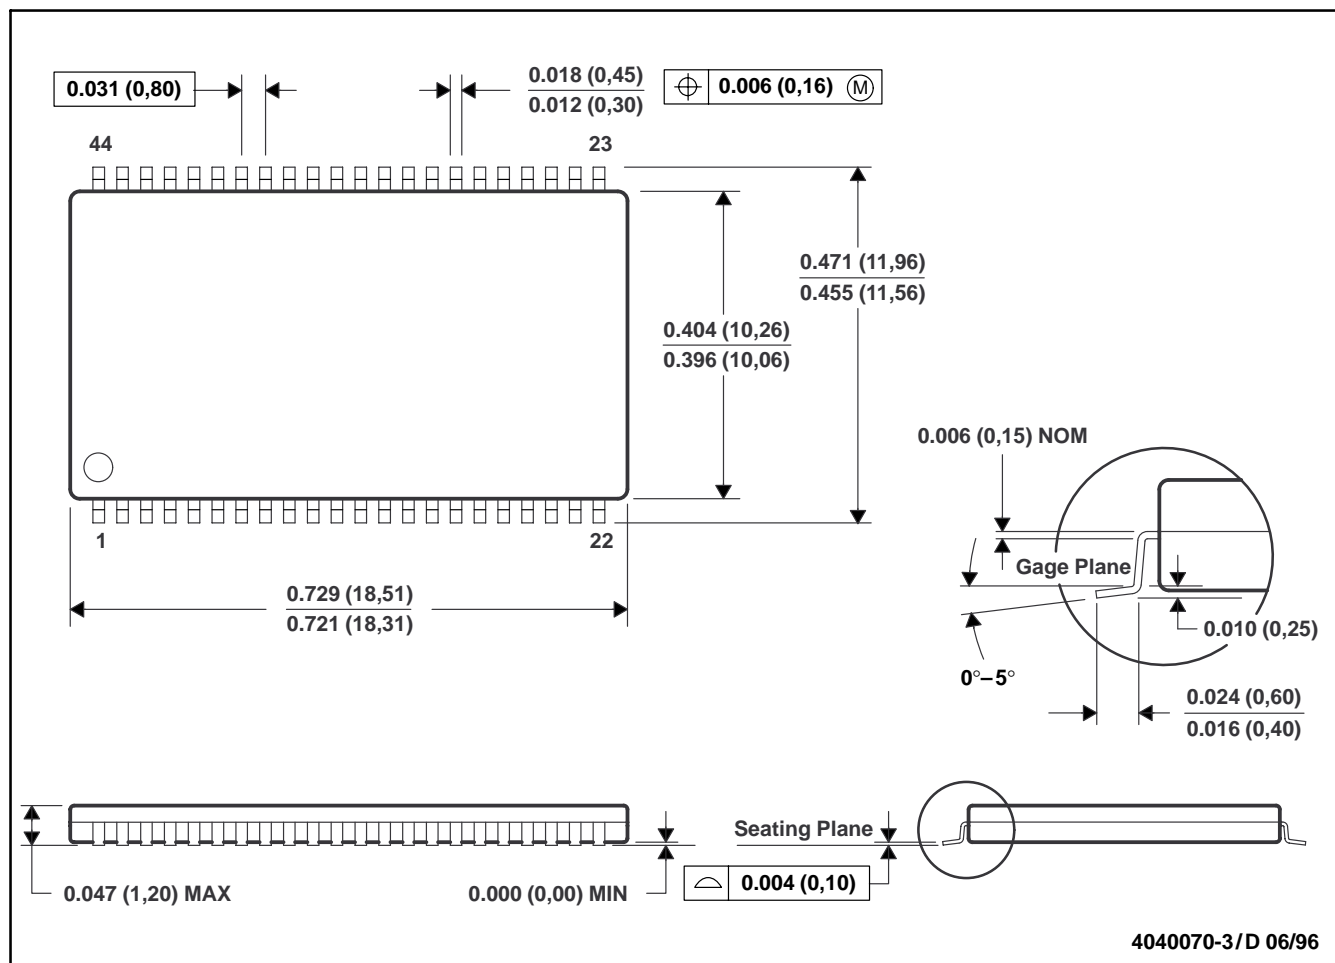 0.031 (0,80)
0.018 (0,45)
0.012 (0,30)
0.006 (0,16) Ⓜ
44
23
0.471 (11,96)
0.455 (11,56)
0.404 (10,26)
0.396 (10,06)
0.006 (0,15) NOM
1
22
Gage Plane
0.729 (18,51)
0.721 (18,31)
0.010 (0,25)
0°–5°
0.024 (0,60)
0.016 (0,40)
Seating Plane
0.047 (1,20) MAX
0.000 (0,00) MIN
0.004 (0,10)
4040070-3/D 06/96